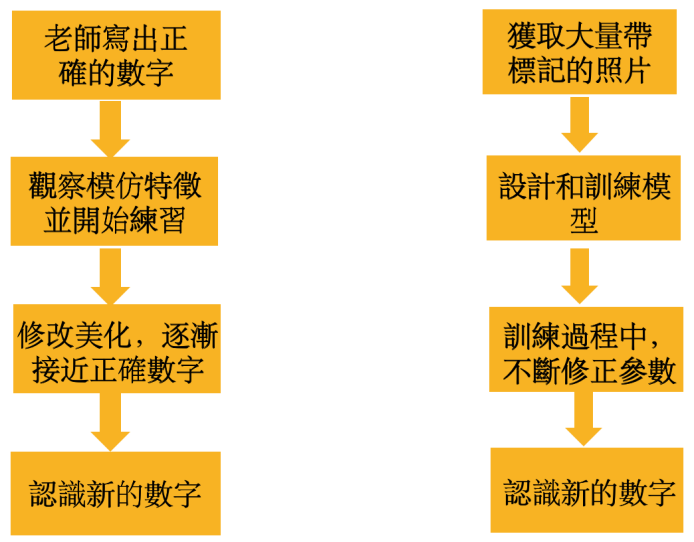 老師寫出正
確的數字
觀察模仿特徵
並開始練習
修改美化，逐漸
接近正確數字
認識新的數字
獲取大量帶
標記的照片
設計和訓練模
型
訓練過程中，
不斷修正參數
認識新的數字